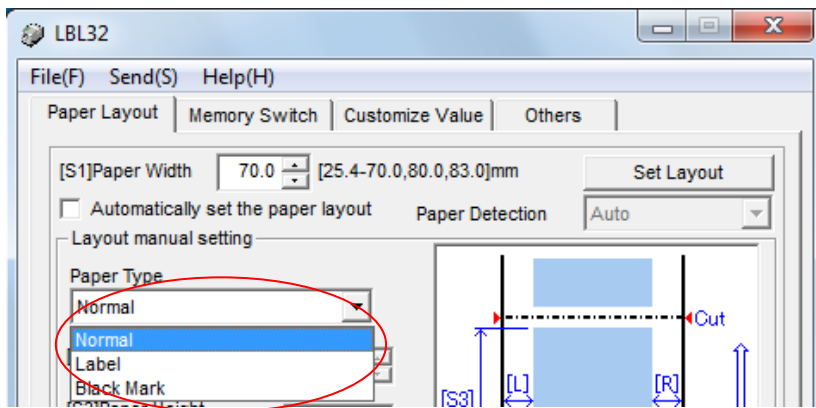 LBL32
File(F) Send(S) Help(H)
Paper Layout Memory Switch Customize Value Others
[S1]Paper Width 70.0 [25.4-70.0,80.0,83.0]mm Set Layout
Automatically set the paper layout Paper Detection Auto
Layout manual setting
Paper Type
Normal
Cut
Normal
Label
Black Mark
[S3] [L] [R]